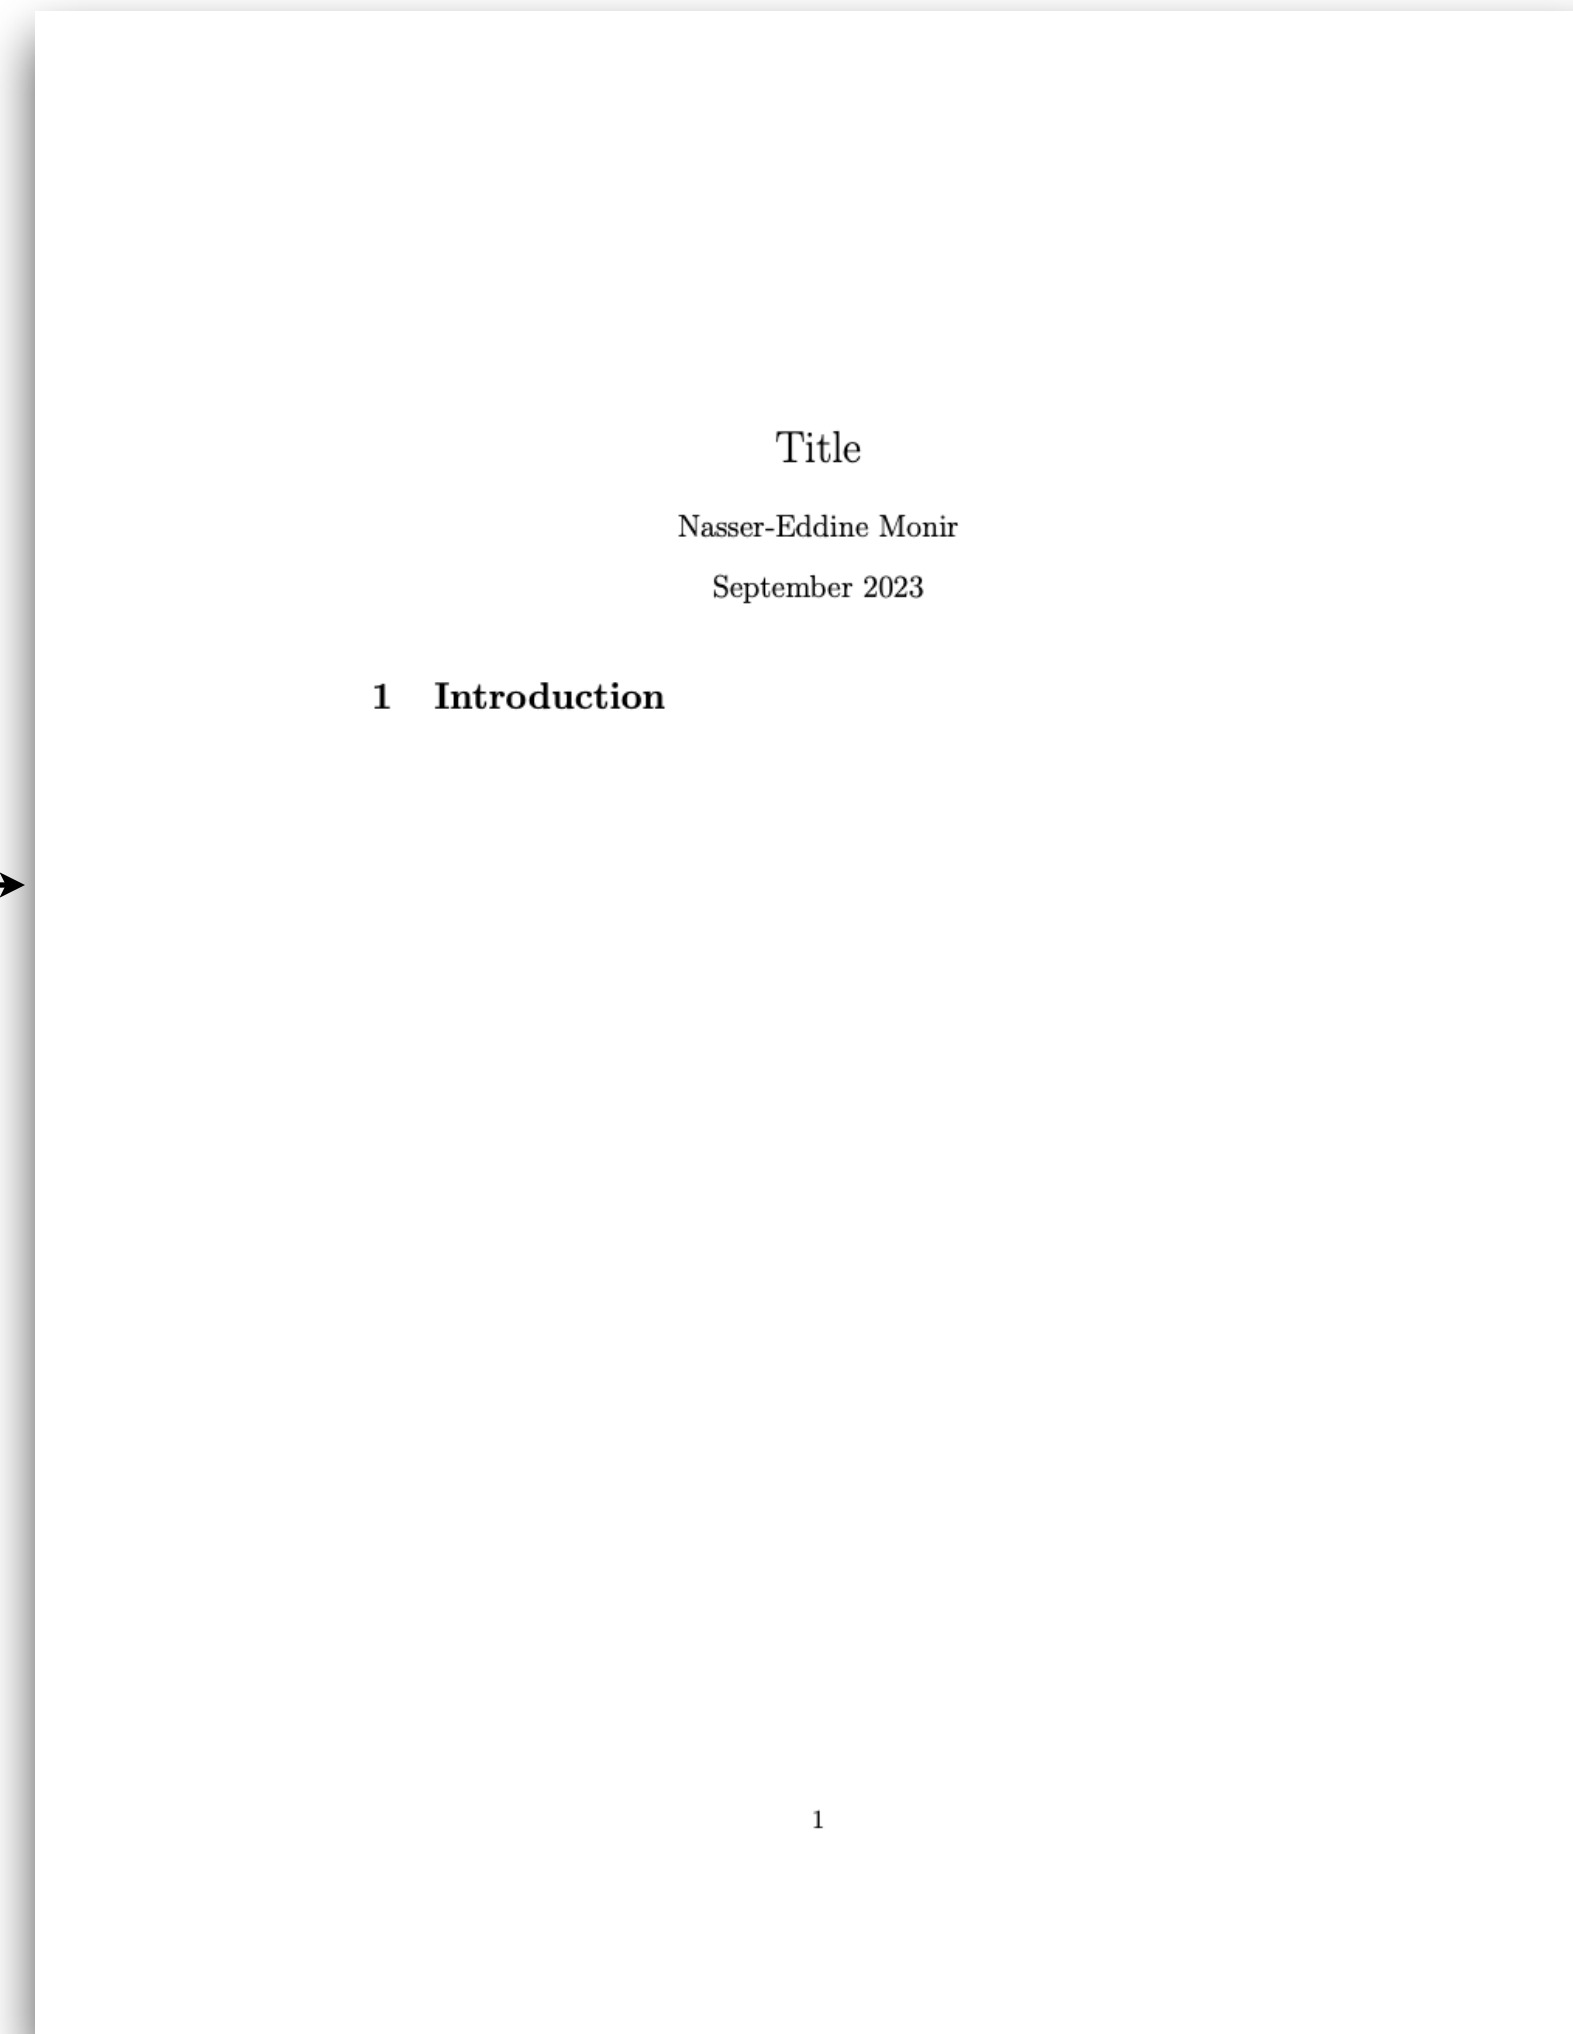 Title
Nasser-Eddine Monir
September 2023
1 Introduction
1